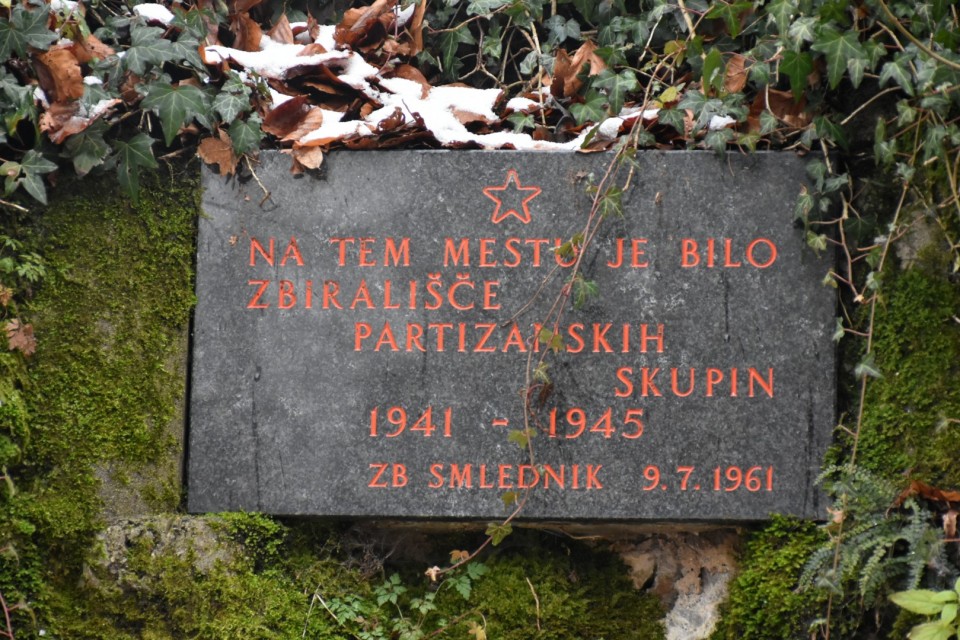 NA TEM MESTU JE BILO
ZBIRALIŠČE
PARTIZANSKIH
SKUPIN
1941 - 1945
ZB SMLEDNIK 9.7.1961